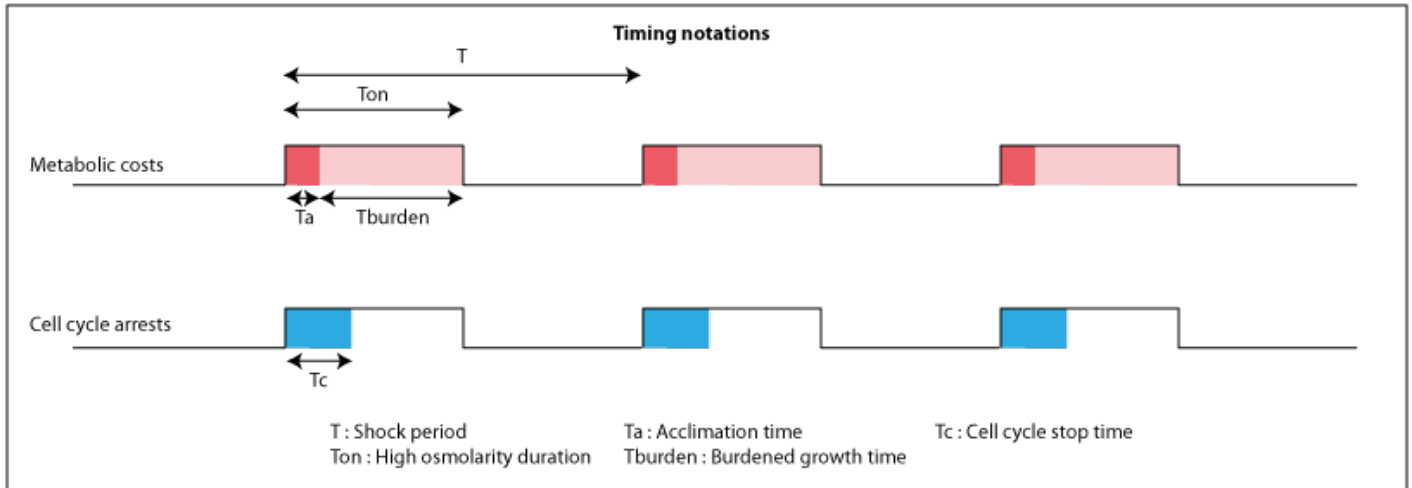 Timing notations
T
Ton
Metabolic costs
Ta
Tburden
Cell cycle arrests
Tc
T : Shock period
Ta : Acclimation time
Tc : Cell cycle stop time
Ton : High osmolarity duration
Tburden : Burdened growth time